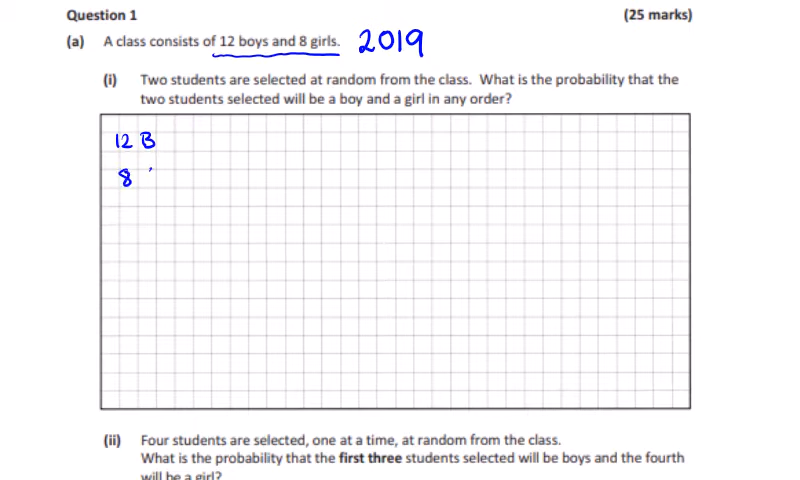 Question 1 (25 marks)
(a) A class consists of 12 boys and 8 girls. 2019
(i) Two students are selected at random from the class. What is the probability that the
two students selected will be a boy and a girl in any order?
12 B
8
(ii) Four students are selected, one at a time, at random from the class.
What is the probability that the first three students selected will be boys and the fourth
will be a girl?